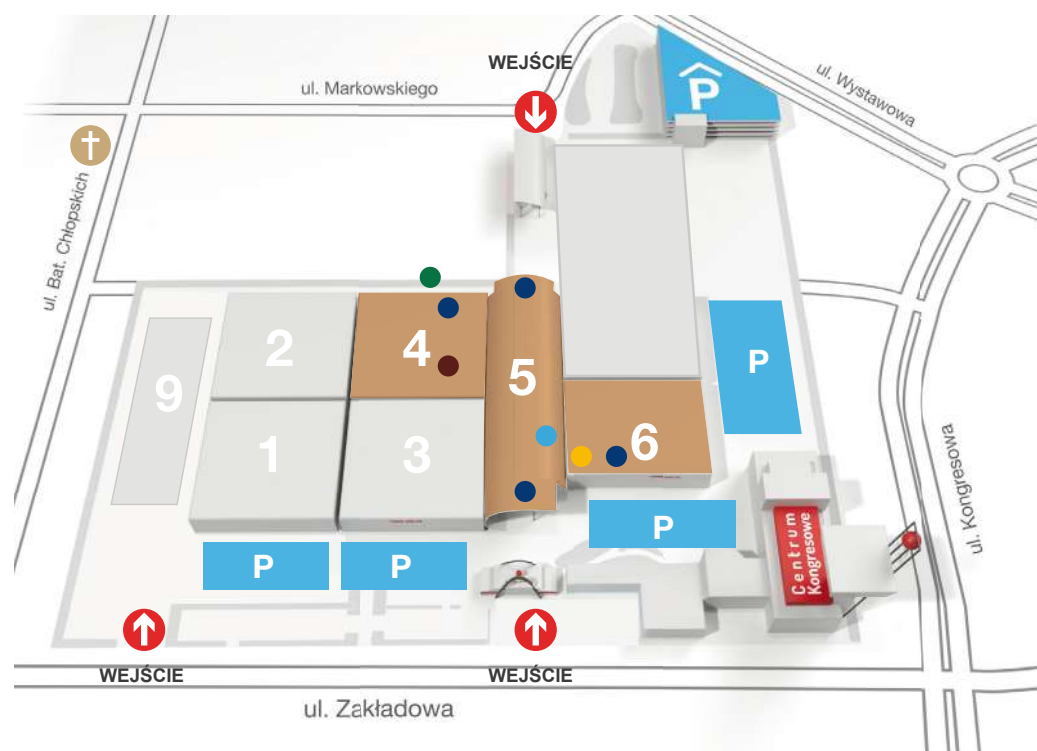 WEJŚCIE
ul. Markowskiego
P
ul. Wystawowa
ul. Bat. Chłopskich
2
4
5
P
9
1
3
6
P
P
P
Centrum
Kongresowe
ul. Kongresowa
WEJŚCIE
WEJŚCIE
ul. Zakładowa